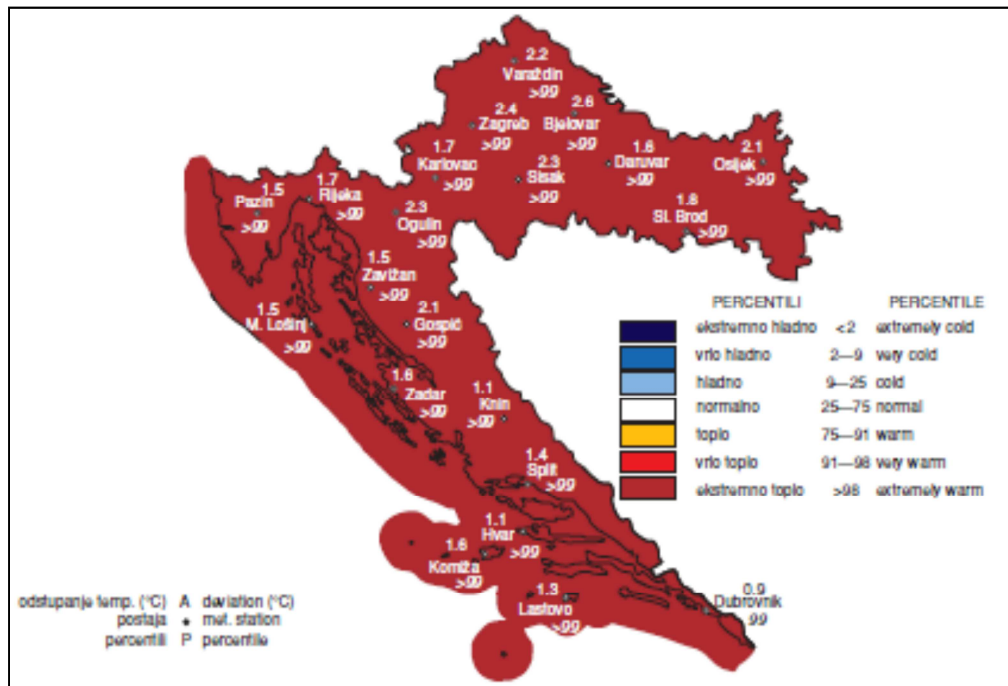 2.2
Varaždin
>99
2.4
Zagreb
>99
2.6
Bjelovar
>99
1.7
Karlovac
>99
2.3
Sisak
>99
1.6
Daruvar
>99
2.1
Osijek
>99
1.8
Sl. Brod
>99
1.5
Pazin
>99
1.7
Rijeka
>99
2.3
Ogulin
>99
1.5
Zavižan
>99
1.5
M. Lošinj
>99
2.1
Gospić
>99
1.6
Zadar
>99
1.1
Knin
>99
1.4
Split
>99
1.1
Hvar
>99
1.6
Komiža
>99
1.3
Lastovo
>99
0.9
Dubrovnik
99
PERCENTILI PERCENTILE
ekstremno hladno <2 extremely cold
vrlo hladno 2—9 very cold
hladno 9—25 cold
normalno 25—75 normal
toplo 75—91 warm
vrlo toplo 91—98 very warm
ekstremno toplo >98 extremely warm
odstupanje temp. (°C) A deviation (°C)
postaja met. station
percentili P percentile